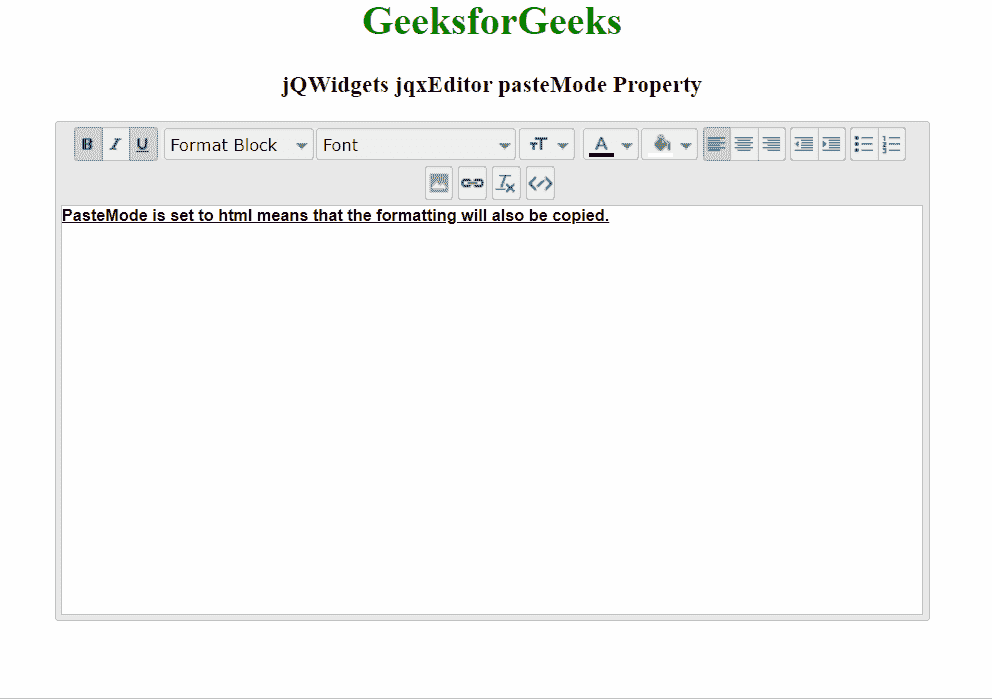 GeeksforGeeks
jQWidgets jqxEditor pasteMode Property
B I U Format Block Font TT A
PasteMode is set to html means that the formatting will also be copied.